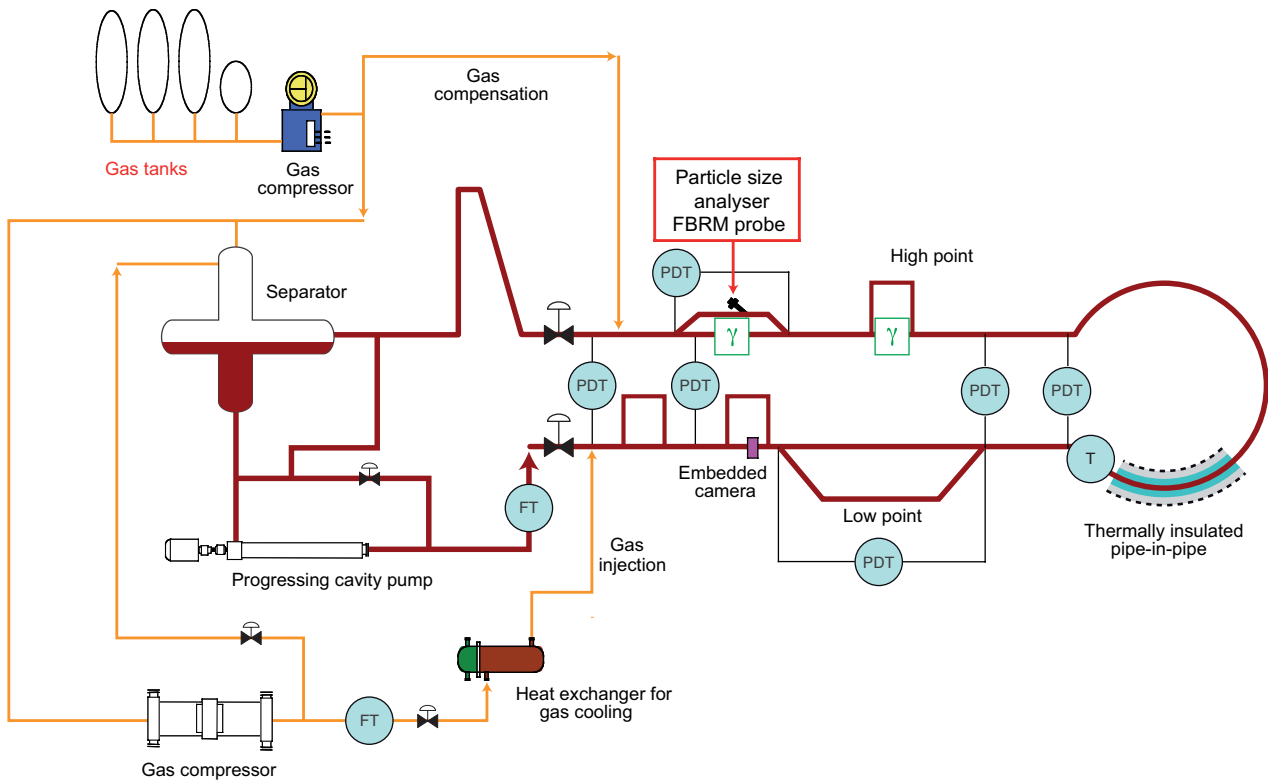 Gas
compensation
Gas tanks
Gas
compressor
Particle size
analyser
FBRM probe
High point
PDT
Separator
γ
γ
PDT
PDT
PDT
PDT
T
Embedded
camera
FT
Low point
Thermally insulated
pipe-in-pipe
Gas
injection
PDT
Progressing cavity pump
Heat exchanger for
gas cooling
FT
Gas compressor